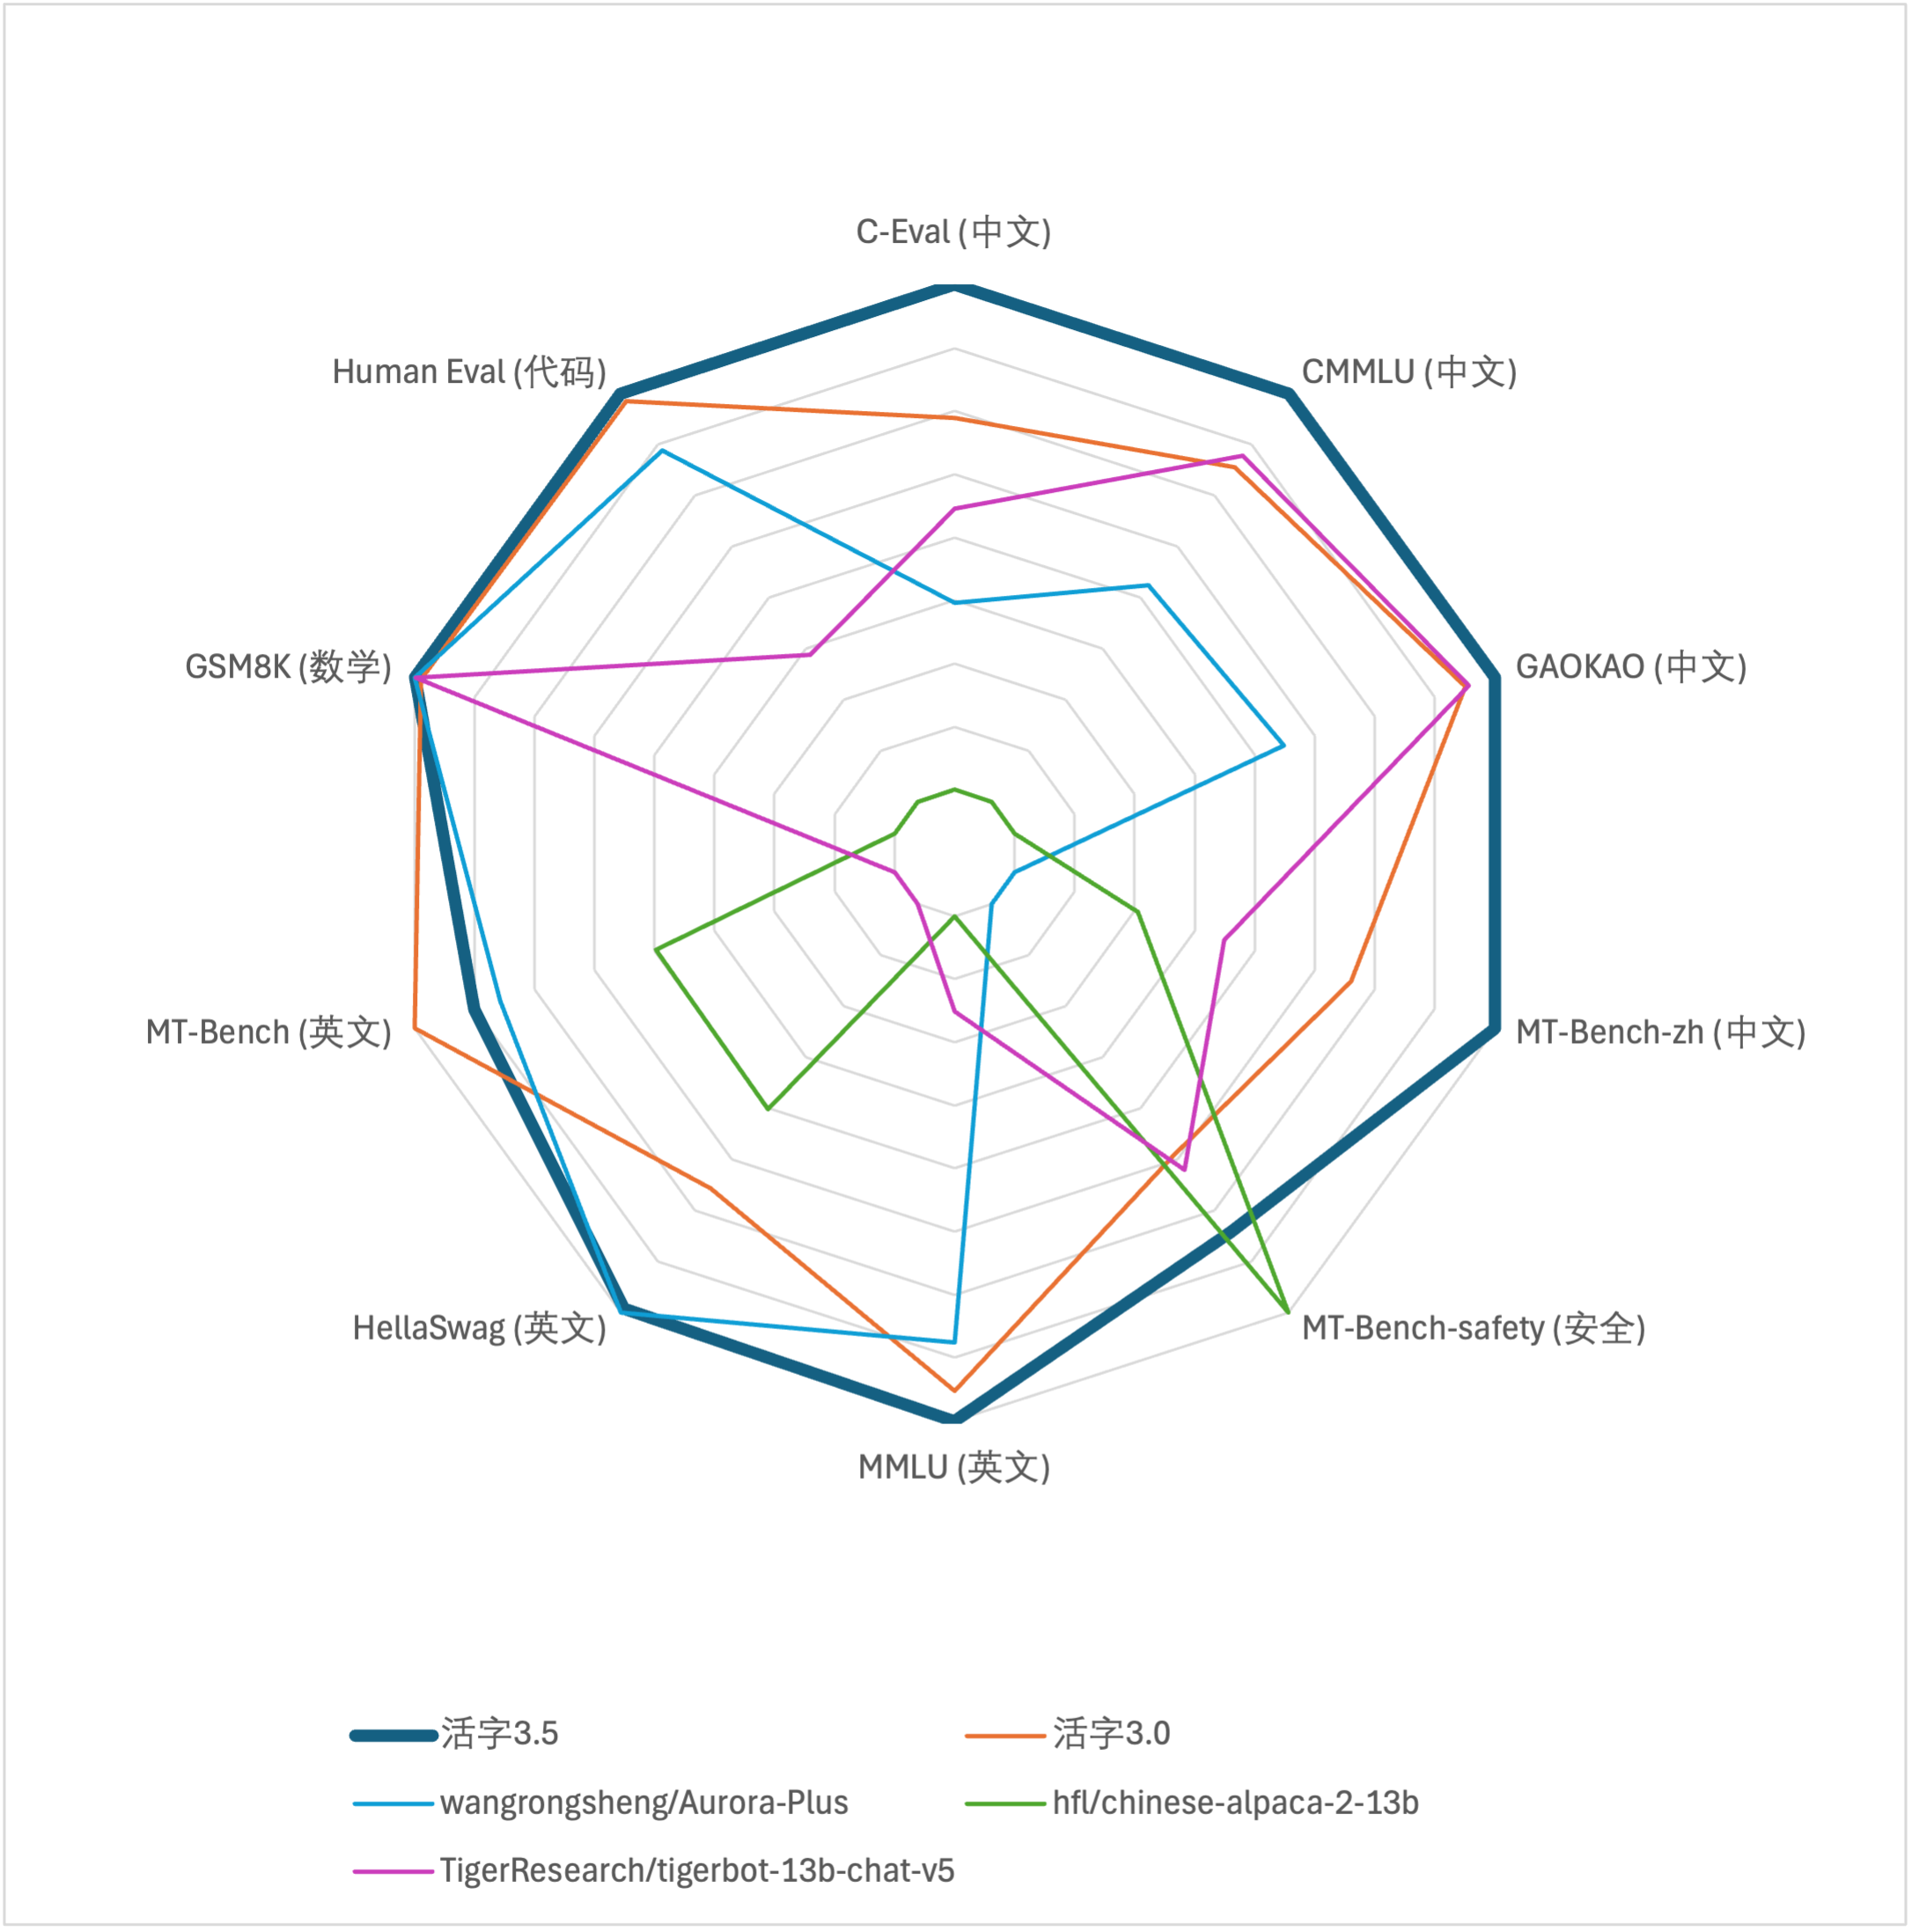 C-Eval (中文)
Human Eval (代码)
CMMLU (中文)
GSM8K (数学)
GAOKAO (中文)
MT-Bench (英文)
MT-Bench-zh (中文)
HellaSwag (英文)
MT-Bench-safety (安全)
MMLU (英文)
活字3.5
活字3.0
wangrongsheng/Aurora-Plus
hfl/chinese-alpaca-2-13b
TigerResearch/tigerbot-13b-chat-v5